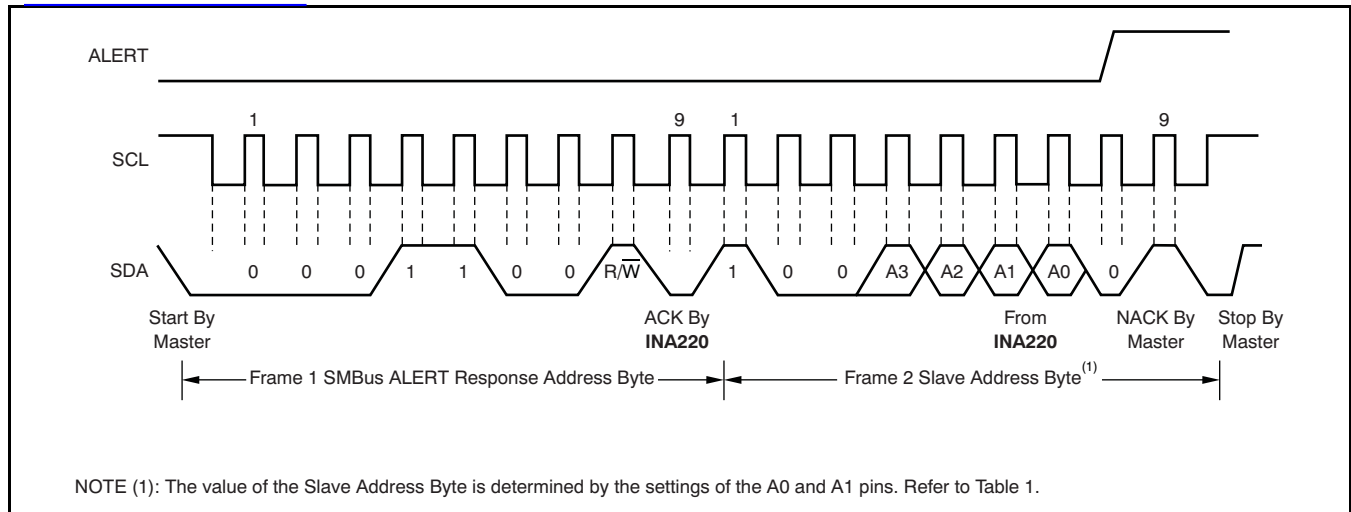 ALERT
1 9 1 9
SCL
SDA 0 0 0 1 1 0 0 R/W̅ 1 0 0 A3 A2 A1 A0 0
Start By Master
ACK By INA220
From INA220
NACK By Master
Stop By Master
Frame 1 SMBus ALERT Response Address Byte
Frame 2 Slave Address Byte(1)
NOTE (1): The value of the Slave Address Byte is determined by the settings of the A0 and A1 pins. Refer to Table 1.